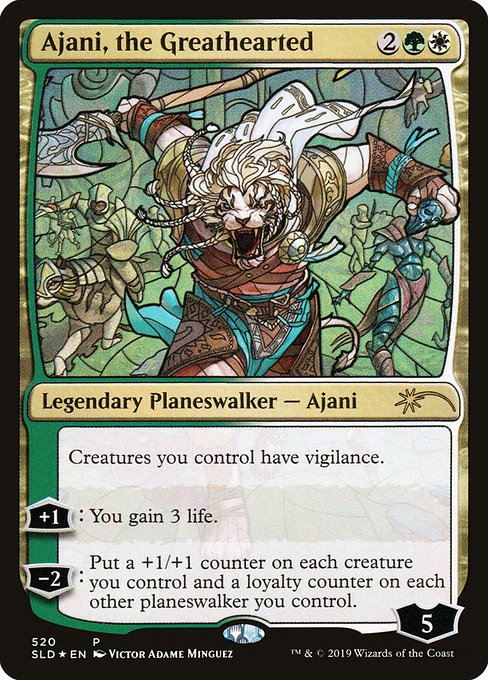 Ajani, the Greathearted 2
Legendary Planeswalker — Ajani
Creatures you control have vigilance.
+1: You gain 3 life.
−2: Put a +1/+1 counter on each creature
you control and a loyalty counter on each
other planeswalker you control.
5
520 P
SLD ★ EN Victor Adame Minguez
™ & © 2019 Wizards of the Coast